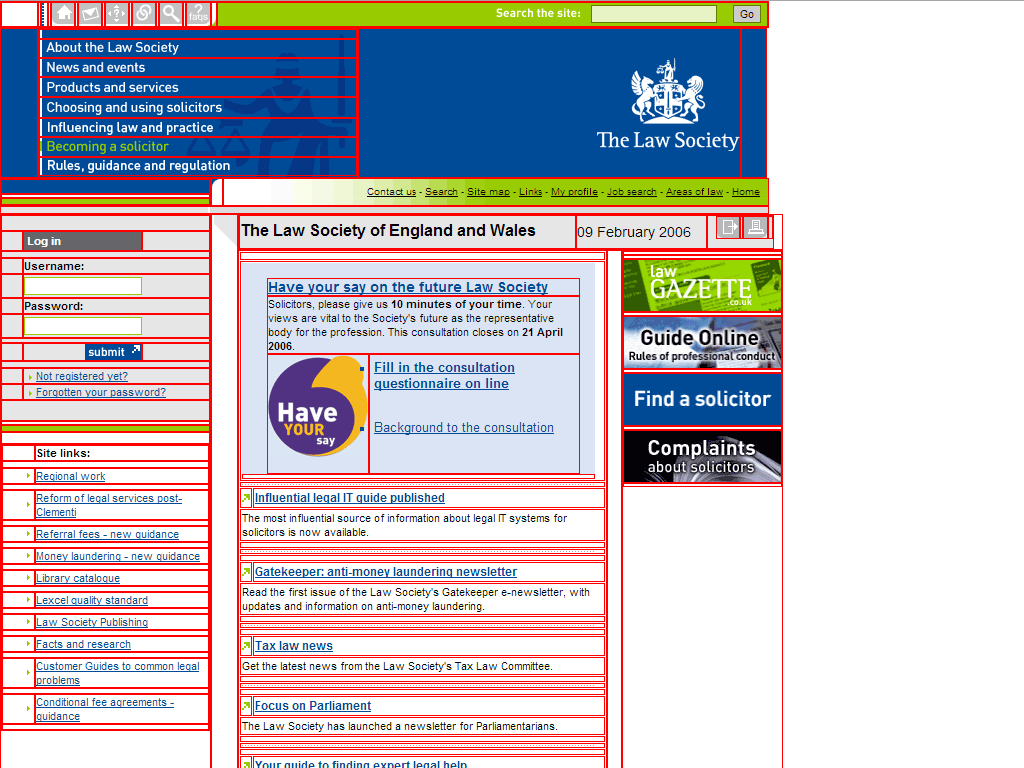 faqs
Search the site:
Go
About the Law Society
News and events
Products and services
Choosing and using solicitors
Influencing law and practice
Becoming a solicitor
Rules, guidance and regulation
The Law Society
Contact us - Search - Site map - Links - My profile - Job search - Areas of law - Home
The Law Society of England and Wales
09 February 2006
Log in
Username:
Password:
submit
Not registered yet?
Forgotten your password?
Site links:
Regional work
Reform of legal services post-
Clementi
Referral fees - new guidance
Money laundering - new guidance
Library catalogue
Lexcel quality standard
Law Society Publishing
Facts and research
Customer Guides to common legal
problems
Conditional fee agreements -
guidance
Have your say on the future Law Society
Solicitors, please give us 10 minutes of your time. Your
views are vital to the Society's future as the representative
body for the profession. This consultation closes on 21 April
2006.
Have
YOUR
say
Fill in the consultation
questionnaire on line
Background to the consultation
Influential legal IT guide published
The most influential source of information about legal IT systems for
solicitors is now available.
Gatekeeper: anti-money laundering newsletter
Read the first issue of the Law Society's Gatekeeper e-newsletter, with
updates and information on anti-money laundering.
Tax law news
Get the latest news from the Law Society's Tax Law Committee.
Focus on Parliament
The Law Society has launched a newsletter for Parliamentarians.
Your guide to finding expert legal help
law
GAZETTE
.co.uk
Guide Online
Rules of professional conduct
Find a solicitor
Complaints
about solicitors